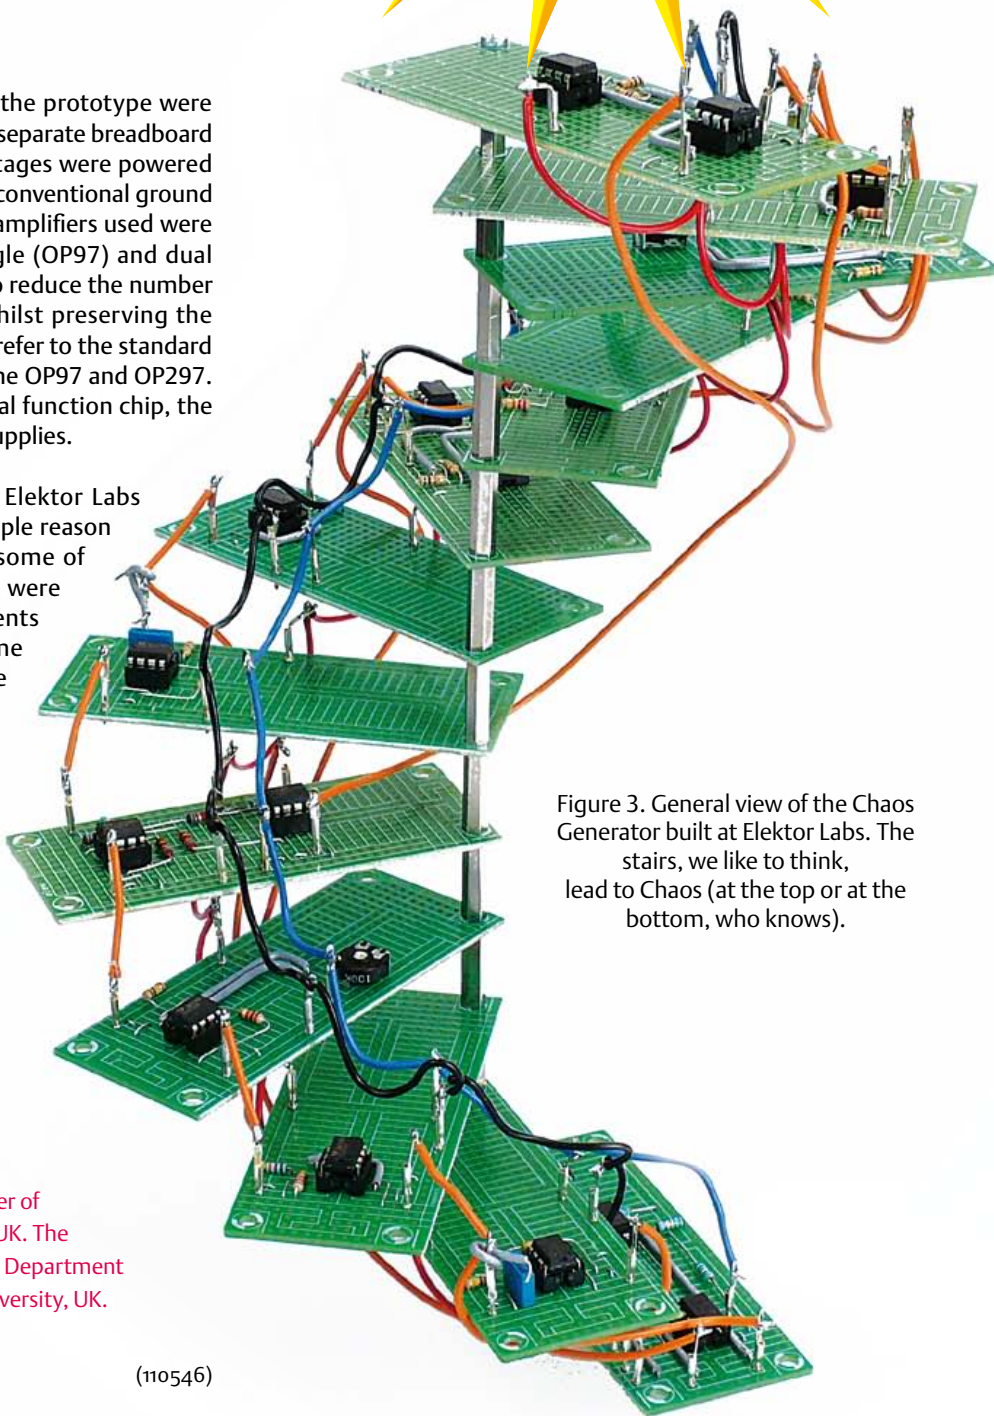 the prototype were
separate breadboard
tages were powered
conventional ground
amplifiers used were
gle (OP97) and dual
o reduce the number
hilst preserving the
refer to the standard
ne OP97 and OP297.
al function chip, the
upplies.
Elektor Labs
ple reason
some of
were
ents
ne
e
Figure 3. General view of the Chaos
Generator built at Elektor Labs. The
stairs, we like to think,
lead to Chaos (at the top or at the
bottom, who knows).
er of
UK. The
Department
versity, UK.
(110546)